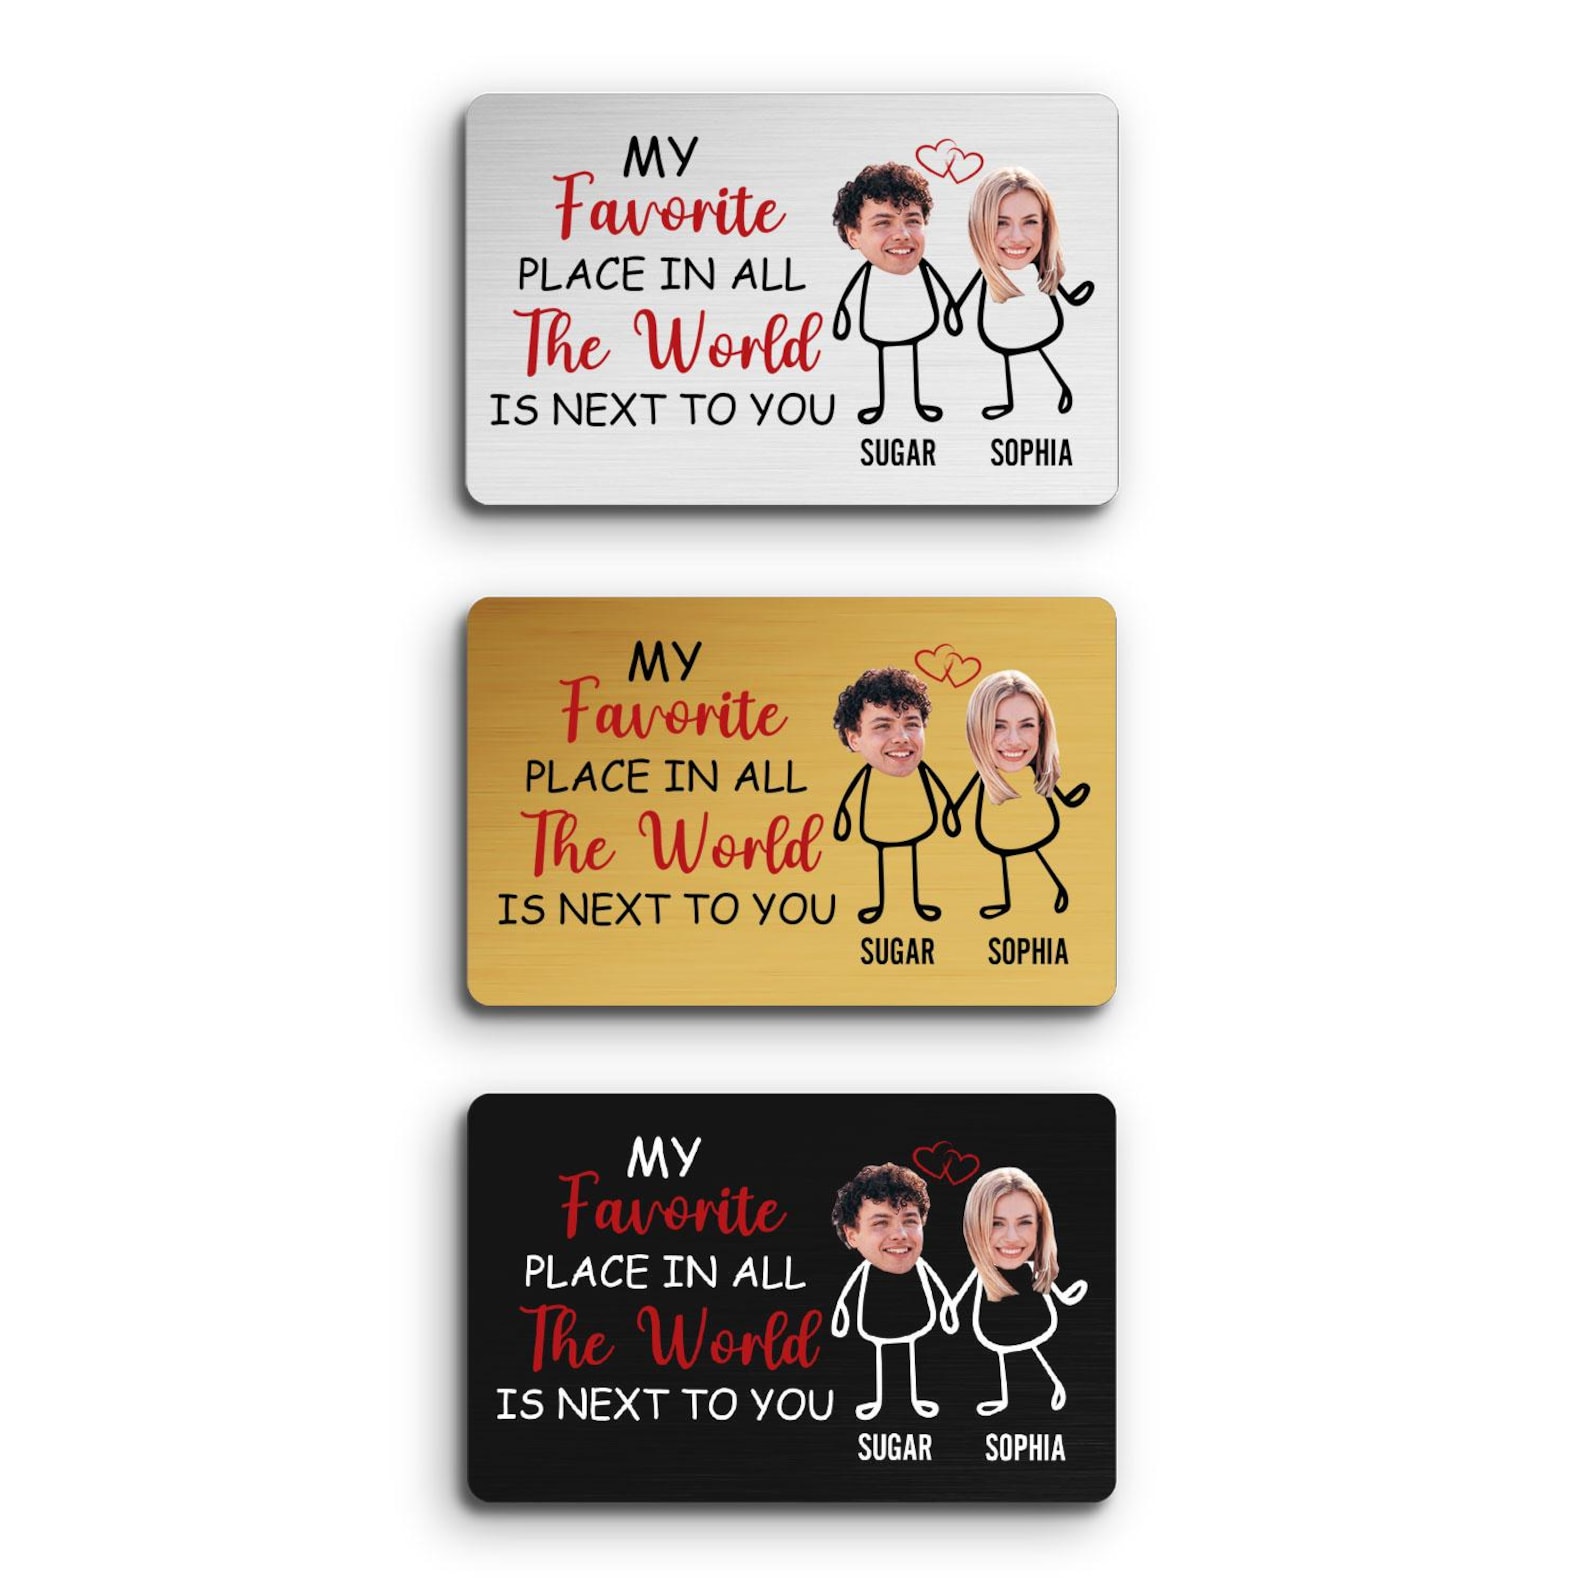 MY
Favorite
PLACE IN ALL
The World
IS NEXT TO YOU
SUGAR SOPHIA
MY
Favorite
PLACE IN ALL
The World
IS NEXT TO YOU
SUGAR SOPHIA
MY
Favorite
PLACE IN ALL
The World
IS NEXT TO YOU
SUGAR SOPHIA